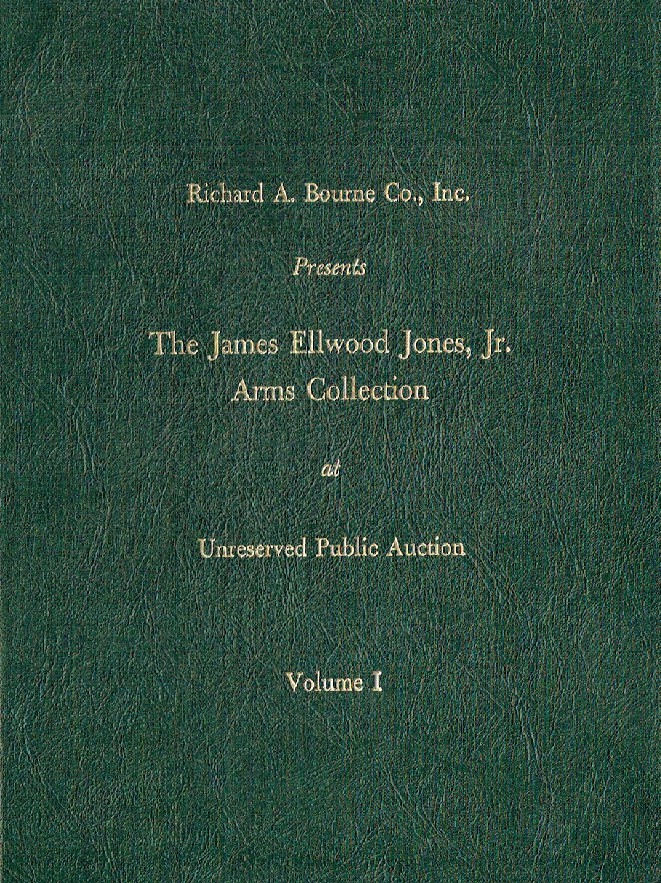 Richard A. Bourne Co., Inc.
Presents
The James Ellwood Jones, Jr.
Arms Collection
at
Unreserved Public Auction
Volume I